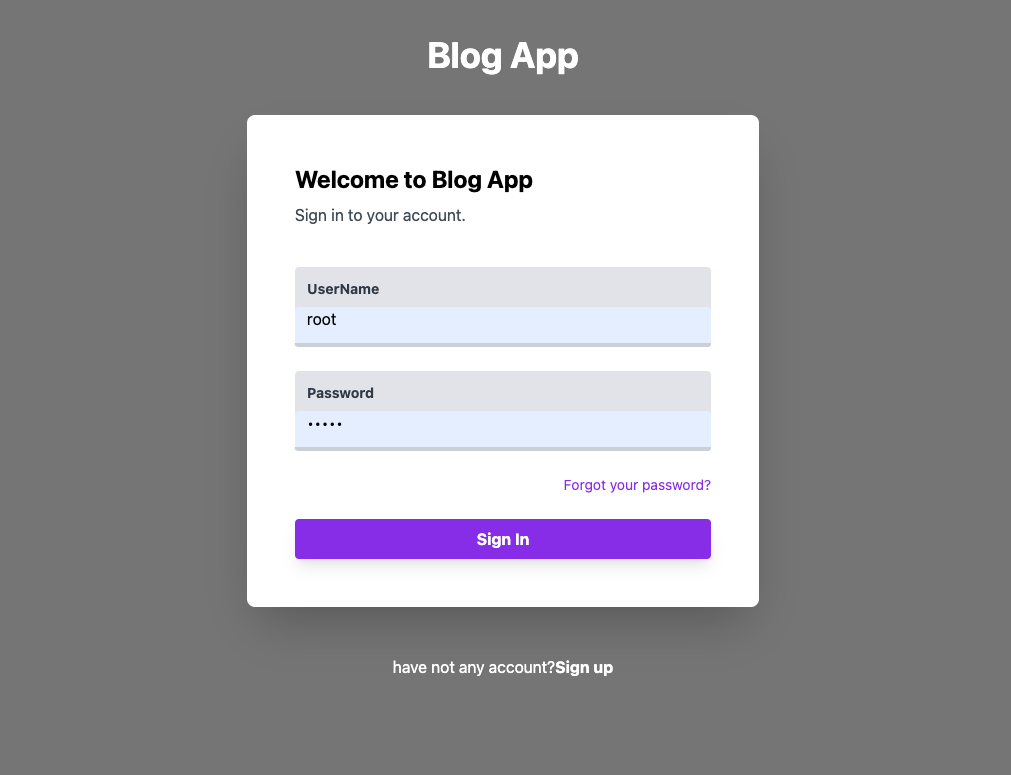 Blog App
Welcome to Blog App
Sign in to your account.
UserName
root
Password
•••••
Forgot your password?
Sign In
have not any account?Sign up